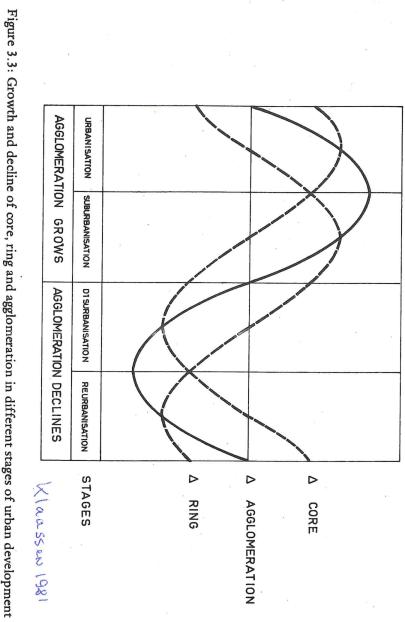 Δ CORE
Δ AGGLOMERATION
Δ RING
URBANISATION SUBURBANISATION DISURBANISATION REURBANISATION STAGES
AGGLOMERATION GROWS AGGLOMERATION DECLINES
Klaassen 1981
Figure 3.3: Growth and decline of core, ring and agglomeration in different stages of urban development